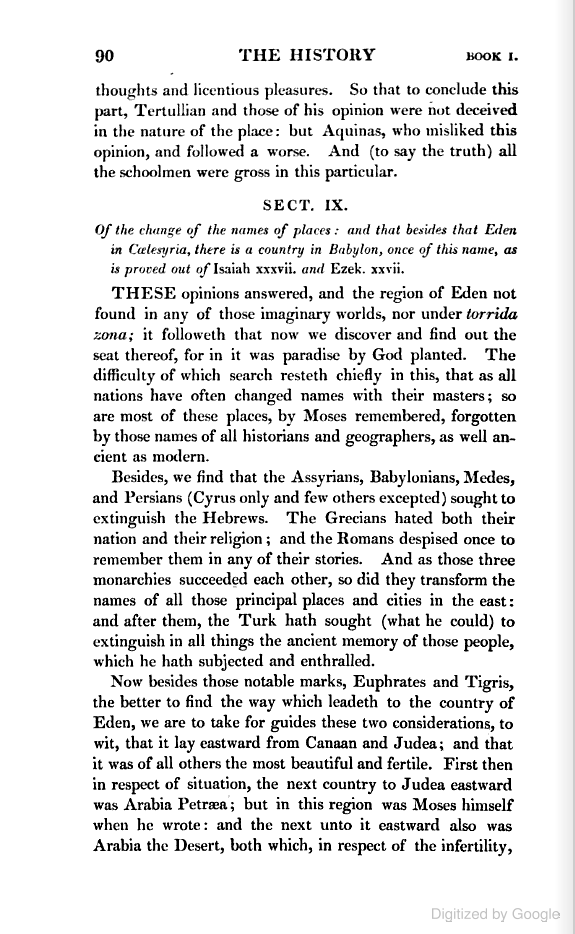 90 THE HISTORY BOOK I.
thoughts and licentious pleasures. So that to conclude this
part, Tertullian and those of his opinion were not deceived
in the nature of the place: but Aquinas, who misliked this
opinion, and followed a worse. And (to say the truth) all
the schoolmen were gross in this particular.
SECT. IX.
Of the change of the names of places: and that besides that Eden
in Cœlesyria, there is a country in Babylon, once of this name, as
is proved out of Isaiah xxxvii. and Ezek. xxvii.
THESE opinions answered, and the region of Eden not
found in any of those imaginary worlds, nor under torrida
zona; it followeth that now we discover and find out the
seat thereof, for in it was paradise by God planted. The
difficulty of which search resteth chiefly in this, that as all
nations have often changed names with their masters; so
are most of these places, by Moses remembered, forgotten
by those names of all historians and geographers, as well an-
cient as modern.
Besides, we find that the Assyrians, Babylonians, Medes,
and Persians (Cyrus only and few others excepted) sought to
extinguish the Hebrews. The Grecians hated both their
nation and their religion; and the Romans despised once to
remember them in any of their stories. And as those three
monarchies succeeded each other, so did they transform the
names of all those principal places and cities in the east:
and after them, the Turk hath sought (what he could) to
extinguish in all things the ancient memory of those people,
which he hath subjected and enthralled.
Now besides those notable marks, Euphrates and Tigris,
the better to find the way which leadeth to the country of
Eden, we are to take for guides these two considerations, to
wit, that it lay eastward from Canaan and Judea; and that
it was of all others the most beautiful and fertile. First then
in respect of situation, the next country to Judea eastward
was Arabia Petræa; but in this region was Moses himself
when he wrote: and the next unto it eastward also was
Arabia the Desert, both which, in respect of the infertility,
Digitized by Google